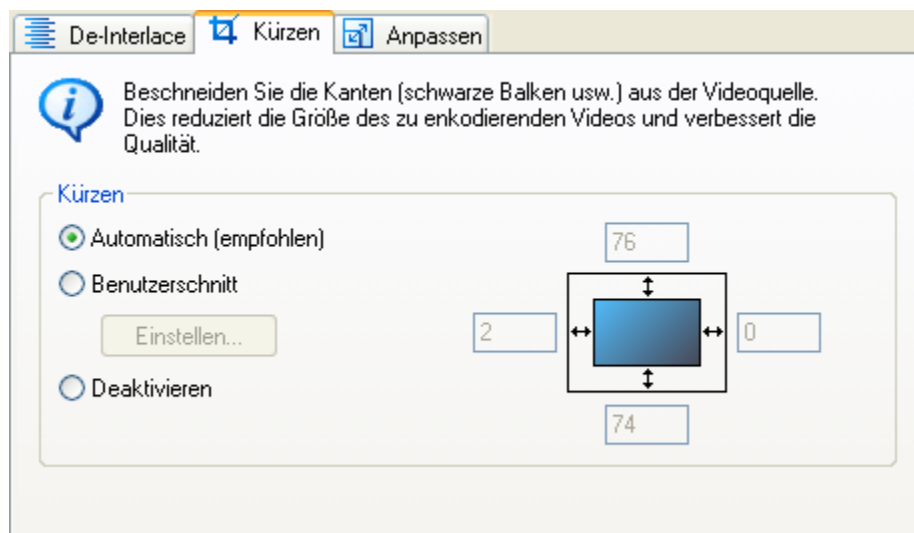 De-Interlace Kürzen Anpassen
Beschneiden Sie die Kanten (schwarze Balken usw.) aus der Videoquelle.
Dies reduziert die Größe des zu enkodierenden Videos und verbessert die
Qualität.
Kürzen
Automatisch (empfohlen)
76
Benutzerschnitt
Einstellen...
2
0
Deaktivieren
74